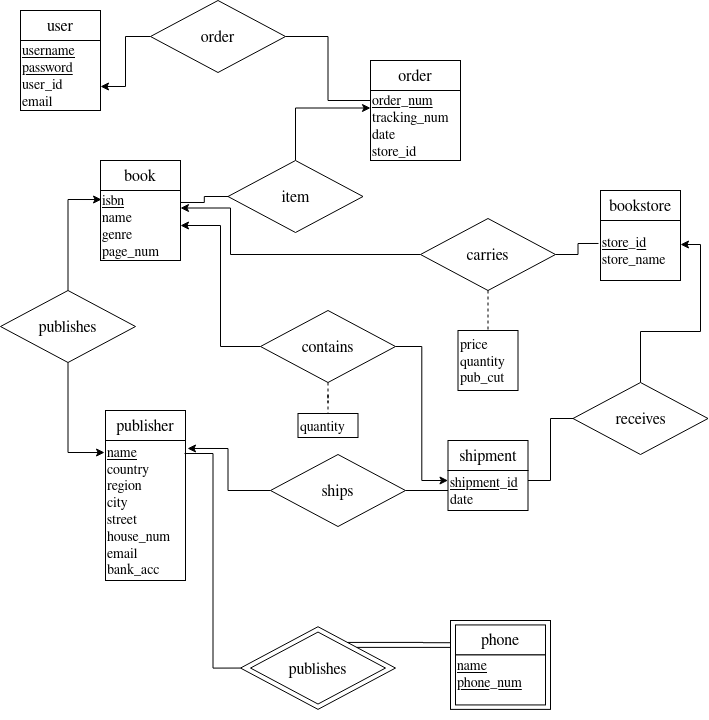 user
username
password
user_id
email
order
order
order_num
tracking_num
date
store_id
book
isbn
name
genre
page_num
item
bookstore
store_id
store_name
carries
price
quantity
pub_cut
publishes
contains
quantity
receives
publisher
name
country
region
city
street
house_num
email
bank_acc
ships
shipment
shipment_id
date
publishes
phone
name
phone_num